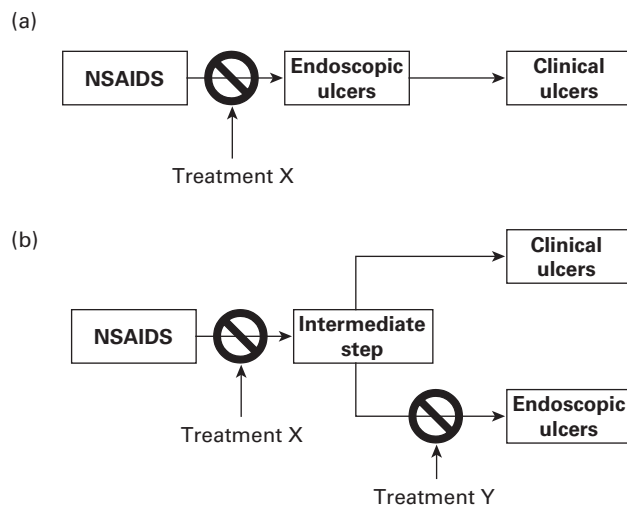 (a)
NSAIDS
Endoscopic
ulcers
Clinical
ulcers
Treatment X
(b)
Clinical
ulcers
NSAIDS
Intermediate
step
Endoscopic
ulcers
Treatment X
Treatment Y